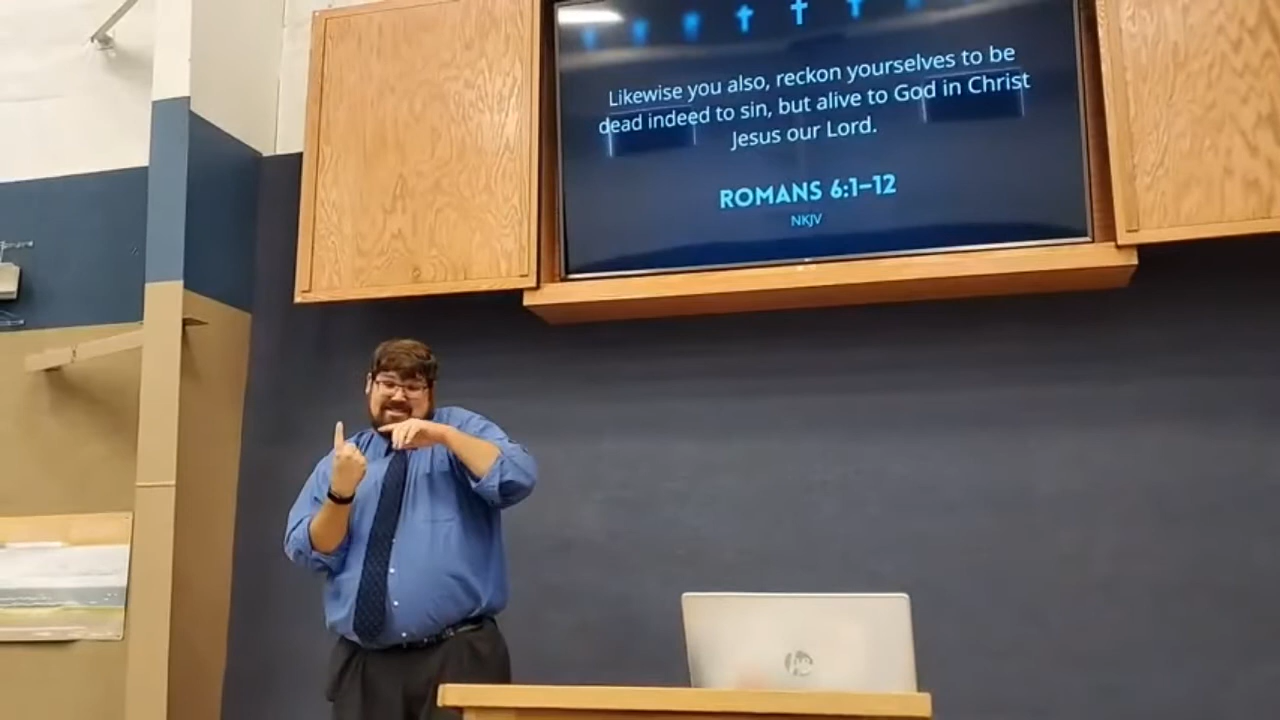 Likewise you also, reckon yourselves to be
dead indeed to sin, but alive to God in Christ
Jesus our Lord.
ROMANS 6:1–12
NKJV
hp